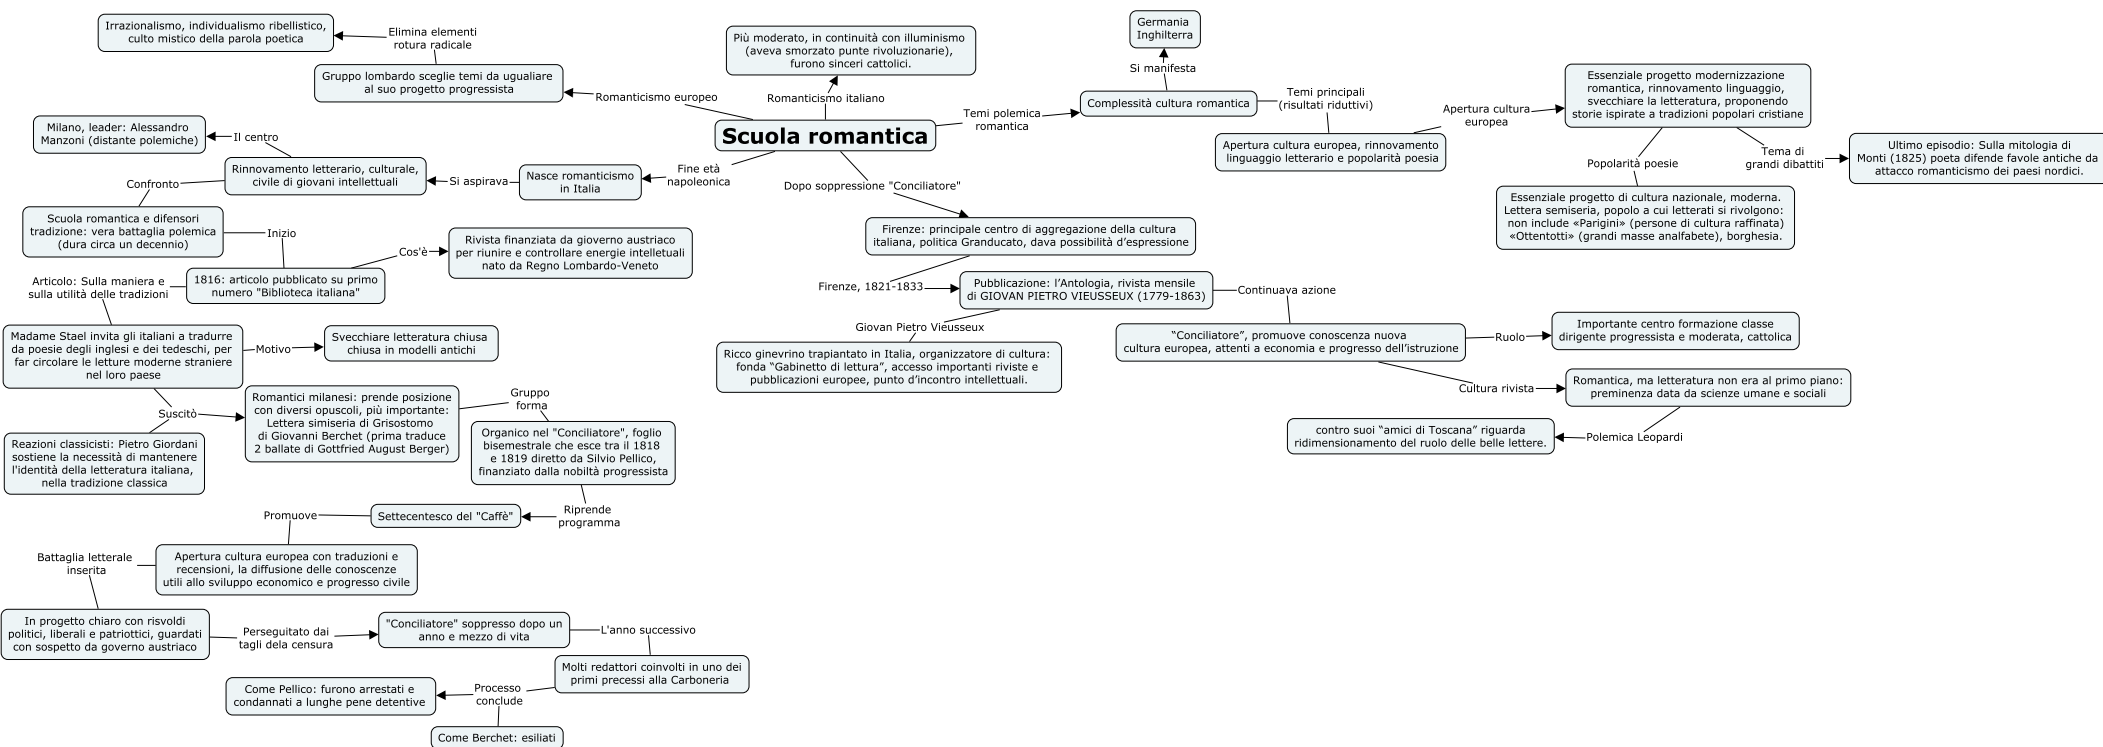 Irrazionalismo, individualismo ribellistico,
culto mistico della parola poetica
Elimina elementi
rotura radicale
Gruppo lombardo sceglie temi da ugualiare
al suo progetto progressista
Romanticismo europeo
Più moderato, in continuità con illuminismo
(aveva smorzato punte rivoluzionarie),
furono sinceri cattolici.
Romanticismo italiano
Scuola romantica
Temi polemica
romantica
Complessità cultura romantica
Si manifesta
Germania
Inghilterra
Temi principali
(risultati riduttivi)
Apertura cultura europea, rinnovamento
linguaggio letterario e popolarità poesia
Apertura cultura
europea
Essenziale progetto modernizzazione
romantica, rinnovamento linguaggio,
svecchiare la letteratura, proponendo
storie ispirate a tradizioni popolari cristiane
Popolarità poesie
Essenziale progetto di cultura nazionale, moderna.
Lettera semiseria, popolo a cui letterati si rivolgono:
non include «Parigini» (persone di cultura raffinata)
«Ottentotti» (grandi masse analfabete), borghesia.
Tema di
grandi dibattiti
Ultimo episodio: Sulla mitologia di
Monti (1825) poeta difende favole antiche da
attacco romanticismo dei paesi nordici.
Fine età
napoleonica
Nasce romanticismo
in Italia
Si aspirava
Rinnovamento letterario, culturale,
civile di giovani intellettuali
Il centro
Milano, leader: Alessandro
Manzoni (distante polemiche)
Confronto
Scuola romantica e difensori
tradizione: vera battaglia polemica
(dura circa un decennio)
Inizio
1816: articolo pubblicato su primo
numero "Biblioteca italiana"
Cos'è
Rivista finanziata da gioverno austriaco
per riunire e controllare energie intelletuali
nato da Regno Lombardo-Veneto
Articolo: Sulla maniera e
sulla utilità delle tradizioni
Madame Stael invita gli italiani a tradurre
da poesie degli inglesi e dei tedeschi, per
far circolare le letture moderne straniere
nel loro paese
Motivo
Svecchiare letteratura chiusa
chiusa in modelli antichi
Suscitò
Reazioni classicisti: Pietro Giordani
sostiene la necessità di mantenere
l'identità della letteratura italiana,
nella tradizione classica
Romantici milanesi: prende posizione
con diversi opuscoli, più importante:
Lettera simiseria di Grisostomo
di Giovanni Berchet (prima traduce
2 ballate di Gottfried August Berger)
Gruppo
forma
Organico nel "Conciliatore", foglio
bisemestrale che esce tra il 1818
e 1819 diretto da Silvio Pellico,
finanziato dalla nobiltà progressista
Riprende
programma
Settecentesco del "Caffè"
Promuove
Apertura cultura europea con traduzioni e
recensioni, la diffusione delle conoscenze
utili allo sviluppo economico e progresso civile
Battaglia letterale
inserita
In progetto chiaro con risvoldi
politici, liberali e patriottici, guardati
con sospetto da governo austriaco
Perseguitato dai
tagli dela censura
"Conciliatore" soppresso dopo un
anno e mezzo di vita
L'anno successivo
Molti redattori coinvolti in uno dei
primi precessi alla Carboneria
Processo
conclude
Come Pellico: furono arrestati e
condannati a lunghe pene detentive
Come Berchet: esiliati
Dopo soppressione "Conciliatore"
Firenze: principale centro di aggregazione della cultura
italiana, politica Granducato, dava possibilità d’espressione
Firenze, 1821-1833
Pubblicazione: l’Antologia, rivista mensile
di GIOVAN PIETRO VIEUSSEUX (1779-1863)
Giovan Pietro Vieusseux
Ricco ginevrino trapiantato in Italia, organizzatore di cultura:
fonda “Gabinetto di lettura”, accesso importanti riviste e
pubblicazioni europee, punto d’incontro intellettuali.
Continuava azione
“Conciliatore”, promuove conoscenza nuova
cultura europea, attenti a economia e progresso dell’istruzione
Ruolo
Importante centro formazione classe
dirigente progressista e moderata, cattolica
Cultura rivista
Romantica, ma letteratura non era al primo piano:
preminenza data da scienze umane e sociali
Polemica Leopardi
contro suoi “amici di Toscana” riguarda
ridimensionamento del ruolo delle belle lettere.